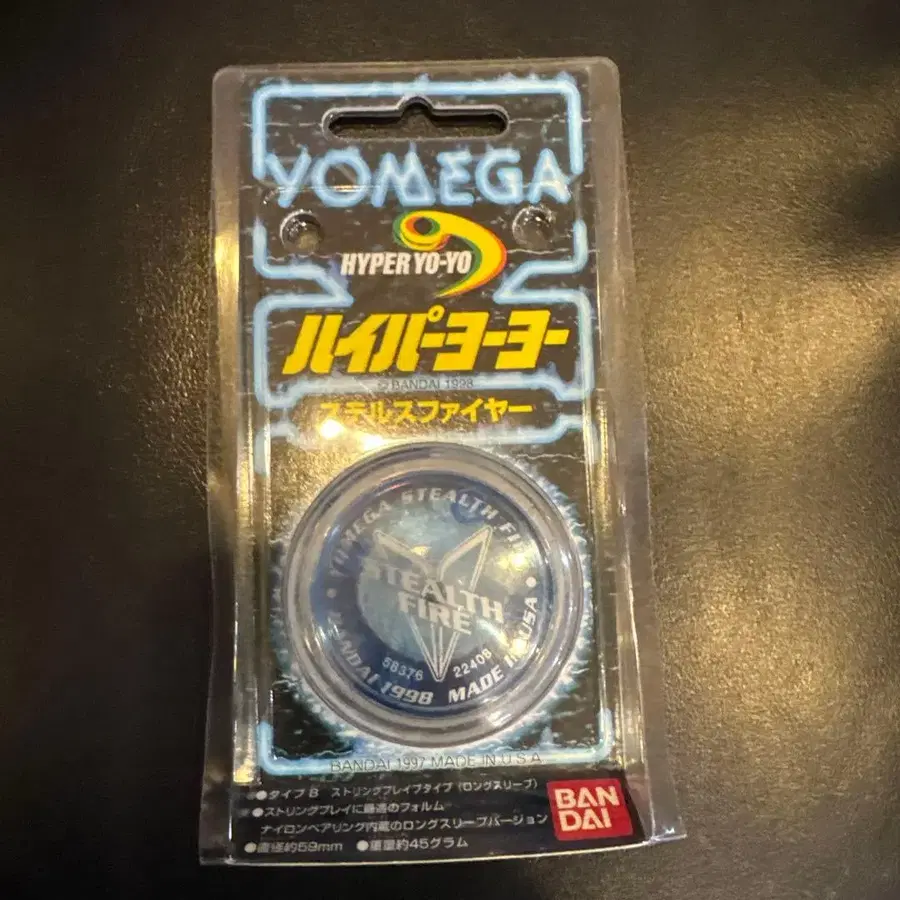 YOMEGA
HYPER YO-YO
ハイパーヨーヨー
© BANDAI 1998
ステルスファイヤー
YOMEGA STEALTH FIRE
STEALTH
FIRE
58376 22408
BANDAI 1998 MADE IN USA
BANDAI 1997 MADE IN U.S.A
●タイプB ストリングプレイブタイプ(ロングスリープ)
●ストリングプレイに最適のフォルム
ナイロンベアリング内蔵のロングスリープバージョン
●直径約59mm ●重量約45グラム
BAN
DAI